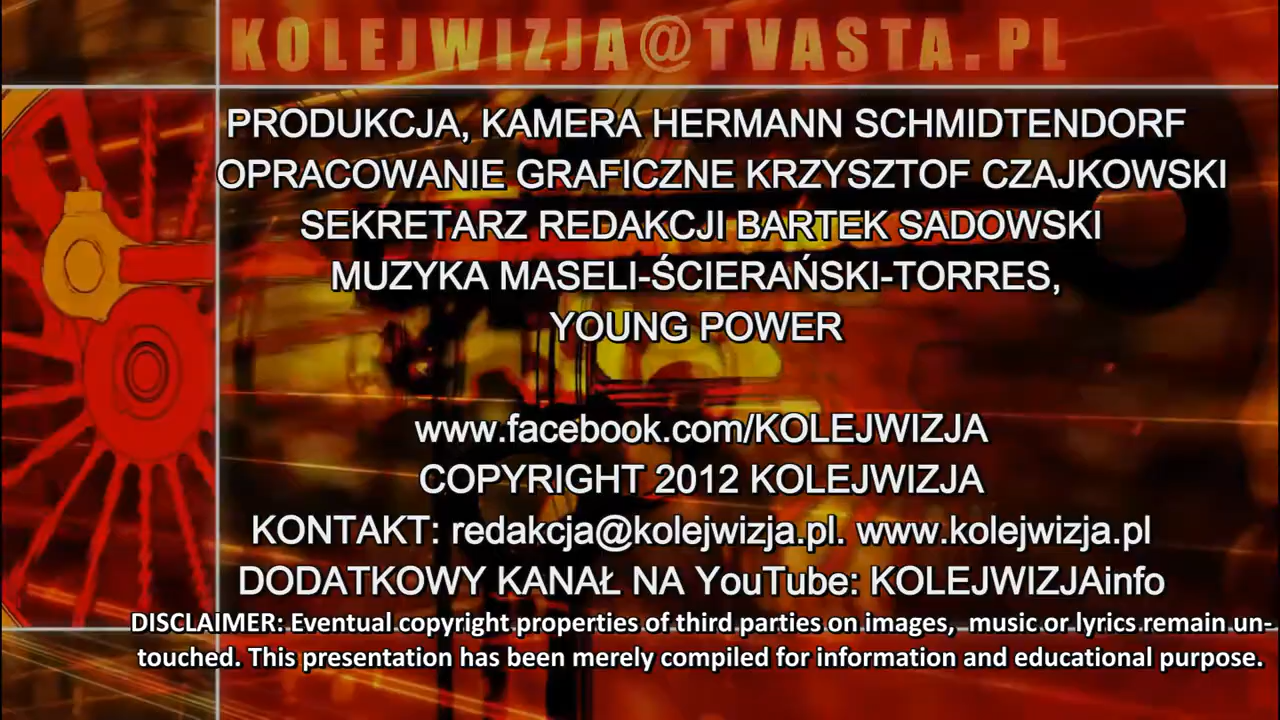 KOLEJWIZJA@TVASTA.PL
PRODUKCJA, KAMERA HERMANN SCHMIDTENDORF
OPRACOWANIE GRAFICZNE KRZYSZTOF CZAJKOWSKI
SEKRETARZ REDAKCJI BARTEK SADOWSKI
MUZYKA MASELI-ŚCIERAŃSKI-TORRES,
YOUNG POWER
www.facebook.com/KOLEJWIZJA
COPYRIGHT 2012 KOLEJWIZJA
KONTAKT: redakcja@kolejwizja.pl. www.kolejwizja.pl
DODATKOWY KANAŁ NA YouTube: KOLEJWIZJAinfo
DISCLAIMER: Eventual copyright properties of third parties on images, music or lyrics remain un-
touched. This presentation has been merely compiled for information and educational purpose.